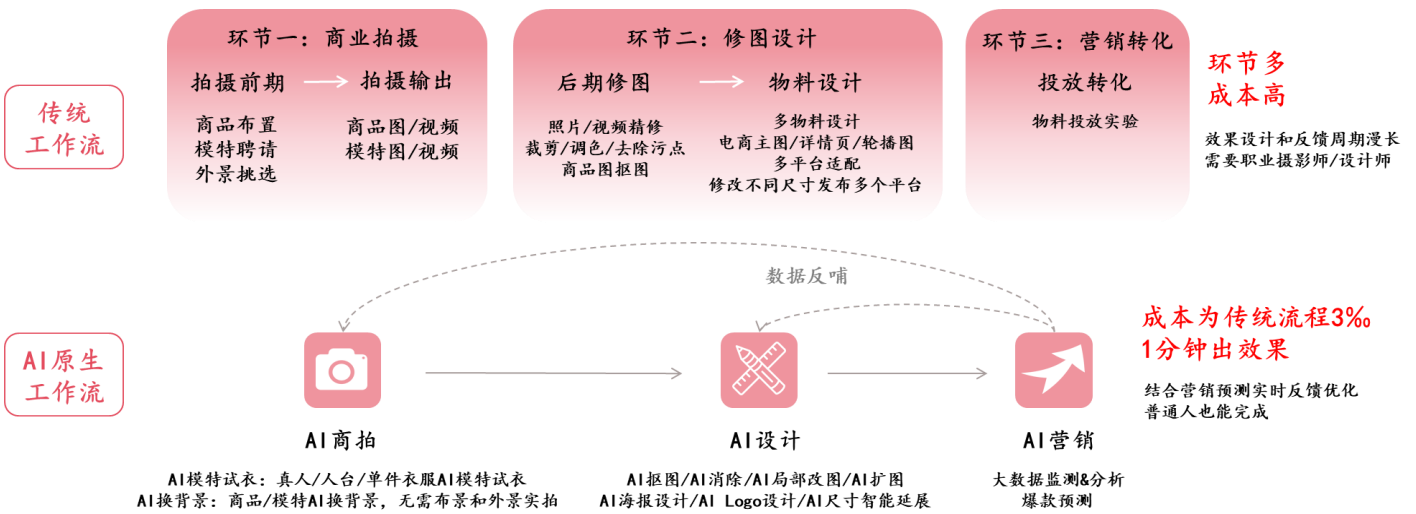 传统
工作流
环节一：商业拍摄
拍摄前期
商品布置
模特聘请
外景挑选
拍摄输出
商品图/视频
模特图/视频
环节二：修图设计
后期修图
照片/视频精修
裁剪/调色/去除污点
商品图抠图
物料设计
多物料设计
电商主图/详情页/轮播图
多平台适配
修改不同尺寸发布多个平台
环节三：营销转化
投放转化
物料投放实验
环节多
成本高
效果设计和反馈周期漫长
需要职业摄影师/设计师
数据反哺
AI原生
工作流
AI商拍
AI模特试衣：真人/人台/单件衣服AI模特试衣
AI换背景：商品/模特AI换背景，无需布景和外景实拍
AI设计
AI抠图/AI消除/AI局部改图/AI扩图
AI海报设计/AI Logo设计/AI尺寸智能延展
AI营销
大数据监测&分析
爆款预测
成本为传统流程3‰
1分钟出效果
结合营销预测实时反馈优化
普通人也能完成